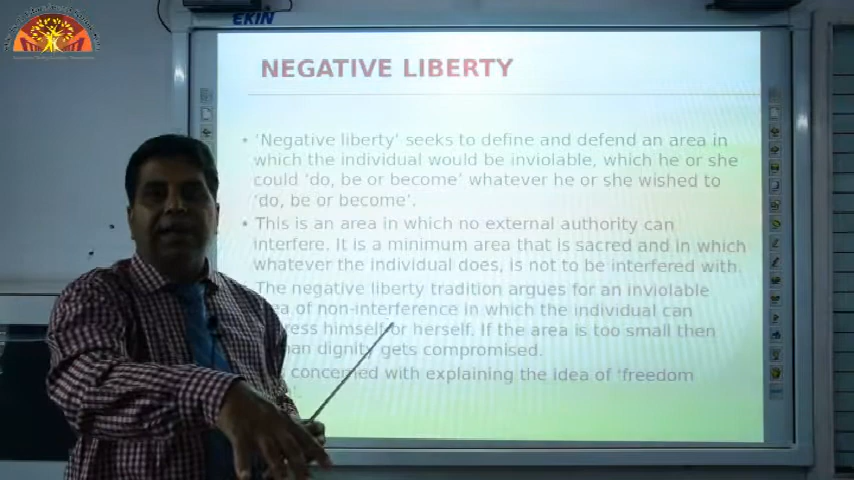 EKIN
NEGATIVE LIBERTY
• 'Negative liberty' seeks to define and defend an area in
which the individual would be inviolable, which he or she
could 'do, be or become' whatever he or she wished to
'do, be or become'.
• This is an area in which no external authority can
interfere. It is a minimum area that is sacred and in which
whatever the individual does, is not to be interfered with.
The negative liberty tradition argues for an inviolable
of non-interference in which the individual can
himself or herself. If the area is too small then
dignity gets compromised.
concerned with explaining the idea of 'freedom